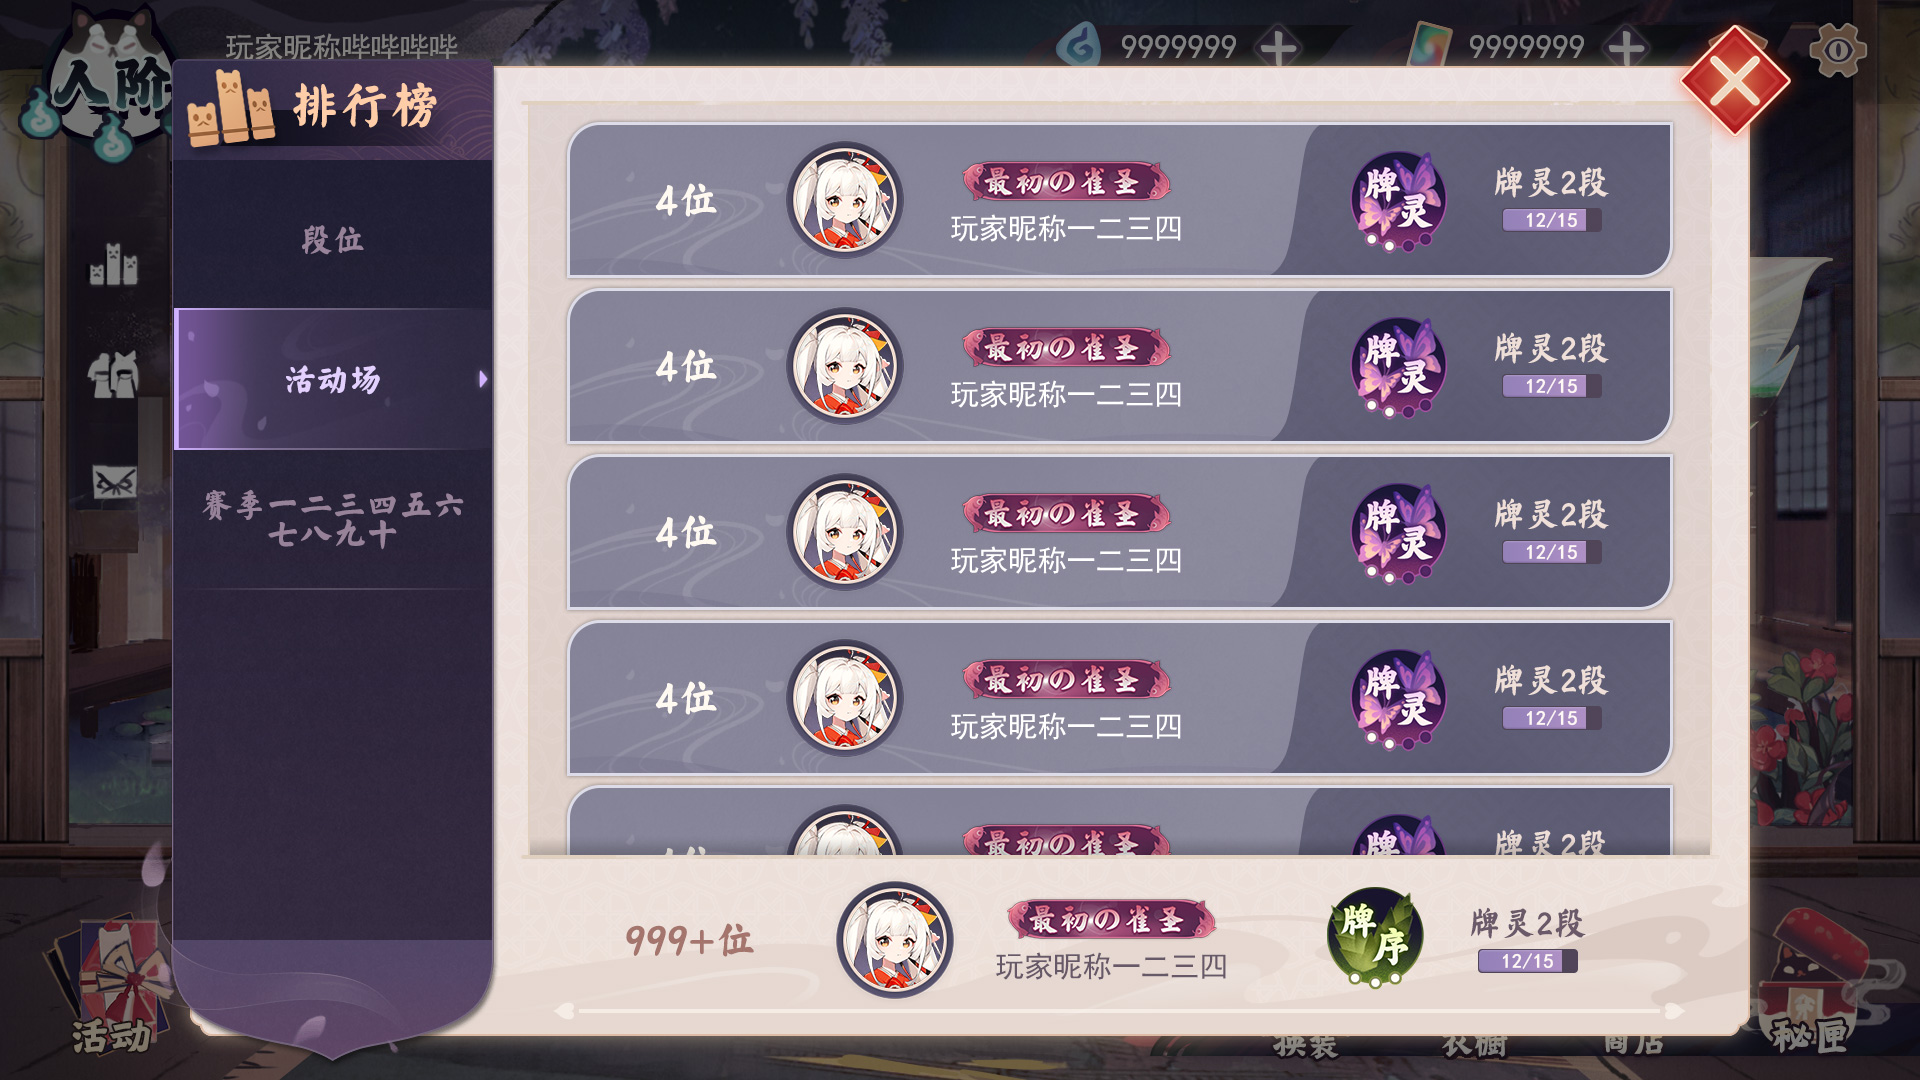 玩家昵称哔哔哔哔
9999999
9999999
人阶
排行榜
段位
活动场
赛季一二三四五六
七八九十
4位
最初の雀圣
玩家昵称一二三四
牌灵
牌灵2段
12/15
4位
最初の雀圣
玩家昵称一二三四
牌灵
牌灵2段
12/15
4位
最初の雀圣
玩家昵称一二三四
牌灵
牌灵2段
12/15
4位
最初の雀圣
玩家昵称一二三四
牌灵
牌灵2段
12/15
4位
最初の雀圣
牌灵2段
999+位
最初の雀圣
玩家昵称一二三四
牌序
牌灵2段
12/15
活动
换装
衣橱
商店
秘匣